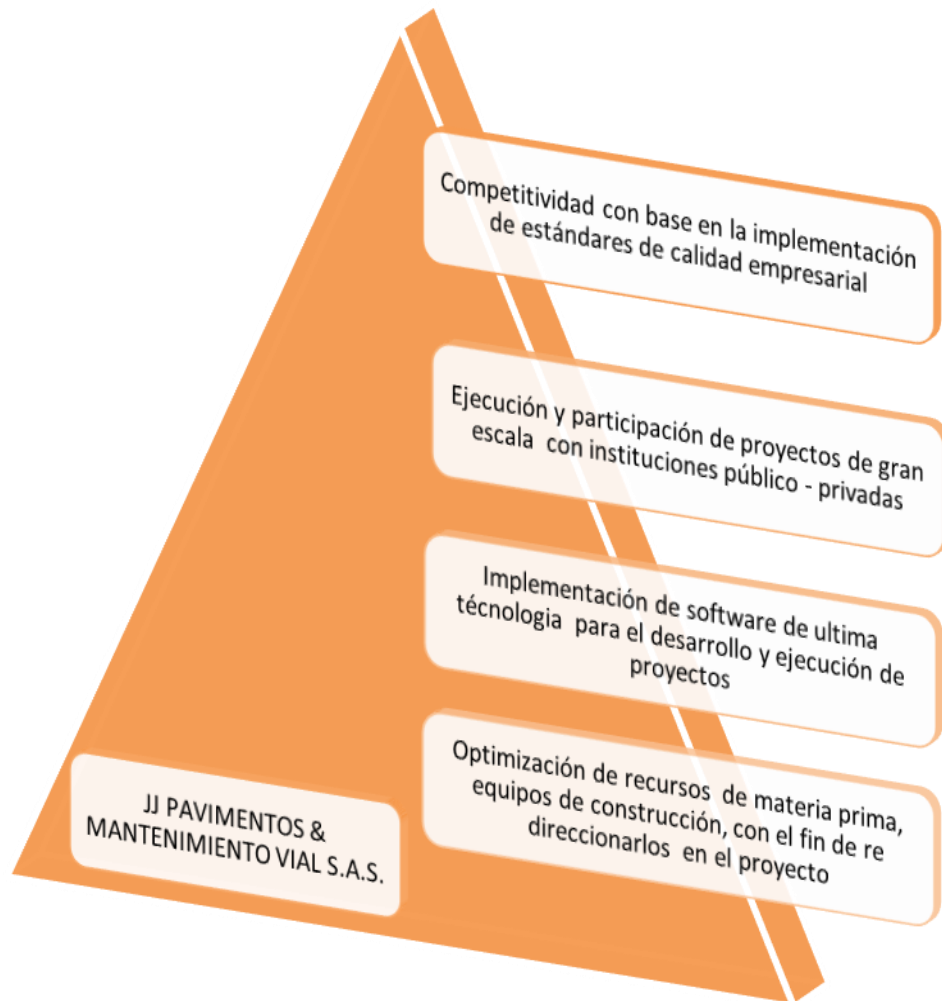 Competitividad con base en la implementación
de estándares de calidad empresarial
Ejecución y participación de proyectos de gran
escala con instituciones público - privadas
Implementación de software de ultima
técnologia para el desarrollo y ejecución de
proyectos
Optimización de recursos de materia prima,
equipos de construcción, con el fin de re
direccionarlos en el proyecto
JJ PAVIMENTOS &
MANTENIMIENTO VIAL S.A.S.